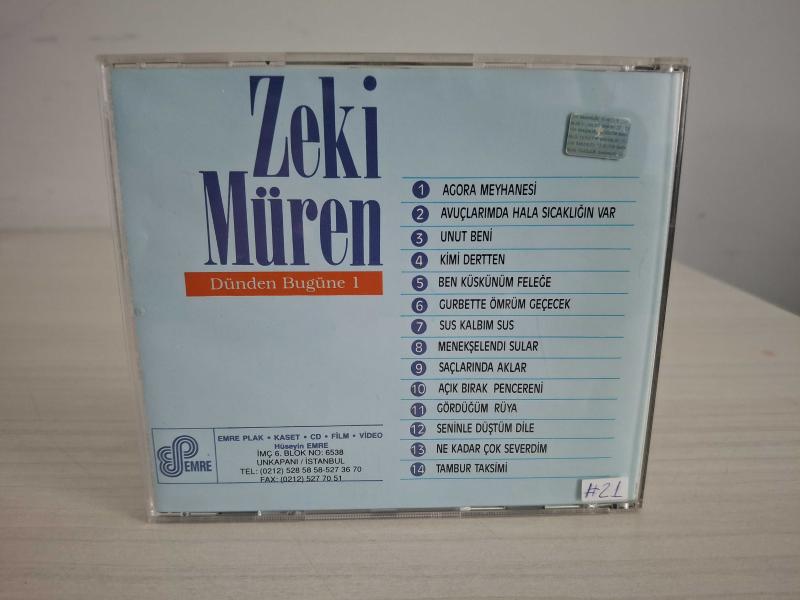 Zeki
Müren
Dünden Bugüne 1
1 AGORA MEYHANESİ
2 AVUÇLARIMDA HALA SICAKLIĞIN VAR
3 UNUT BENİ
4 KİMİ DERTTEN
5 BEN KÜSKÜNÜM FELEĞE
6 GURBETTE ÖMRÜM GEÇECEK
7 SUS KALBIM SUS
8 MENEKŞELENDI SULAR
9 SAÇLARINDA AKLAR
10 AÇIK BIRAK PENCERENİ
11 GÖRDÜĞÜM RÜYA
12 SENİNLE DÜŞTÜM DİLE
13 NE KADAR ÇOK SEVERDİM
14 TAMBUR TAKSİMİ
EMRE
EMRE PLAK • KASET • CD • FİLM • VİDEO
Hüseyin EMRE
İMÇ 6. BLOK NO: 6538
UNKAPANI / İSTANBUL
TEL: (0212) 528 58 58-527 36 70
FAX: (0212) 527 70 51
#21